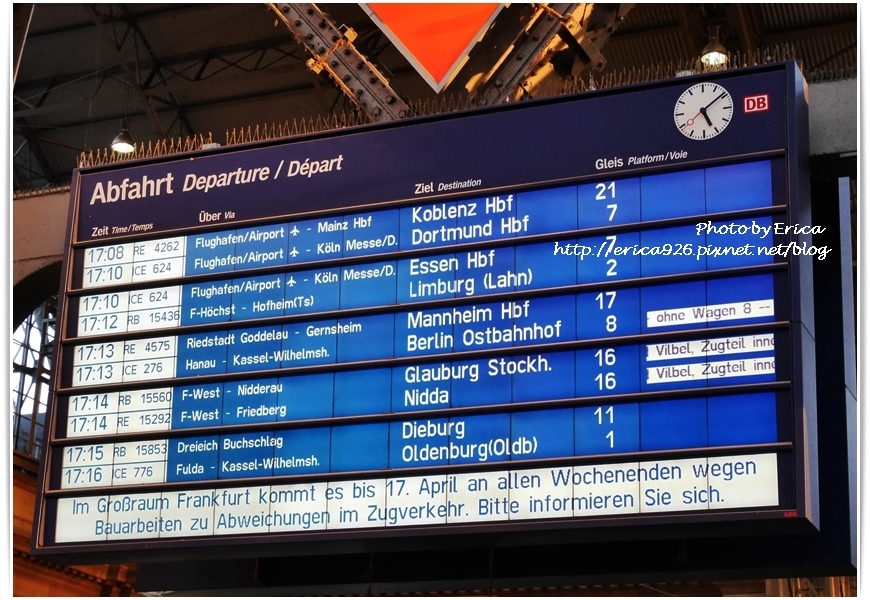 DB
Abfahrt Departure / Départ
Zeit Time/Temps Über Via Ziel Destination Gleis Platform/Voie
17:08 RE 4262 Flughafen/Airport ✈ - Mainz Hbf Koblenz Hbf 21
17:10 ICE 624 Flughafen/Airport ✈ - Köln Messe/D. Dortmund Hbf 7
17:10 ICE 624 Flughafen/Airport ✈ - Köln Messe/D. Essen Hbf 7
17:12 RB 15436 F-Höchst - Hofheim(Ts) Limburg (Lahn) 2
17:13 RE 4575 Riedstadt Goddelau - Gernsheim Mannheim Hbf 17
17:13 ICE 276 Hanau - Kassel-Wilhelmsh. Berlin Ostbahnhof 8 ohne Wagen 8 --
17:14 RB 15560 F-West - Nidderau Glauburg Stockh. 16 Vilbel, Zugteil inne
17:14 RE 15292 F-West - Friedberg Nidda 16 Vilbel, Zugteil inne
17:15 RB 15853 Dreieich Buchschlag Dieburg 11
17:16 ICE 776 Fulda - Kassel-Wilhelmsh. Oldenburg(Oldb) 1
Im Großraum Frankfurt kommt es bis 17. April an allen Wochenenden wegen
Bauarbeiten zu Abweichungen im Zugverkehr. Bitte informieren Sie sich.
Photo by Erica
http://erica926.pixnet.net/blog